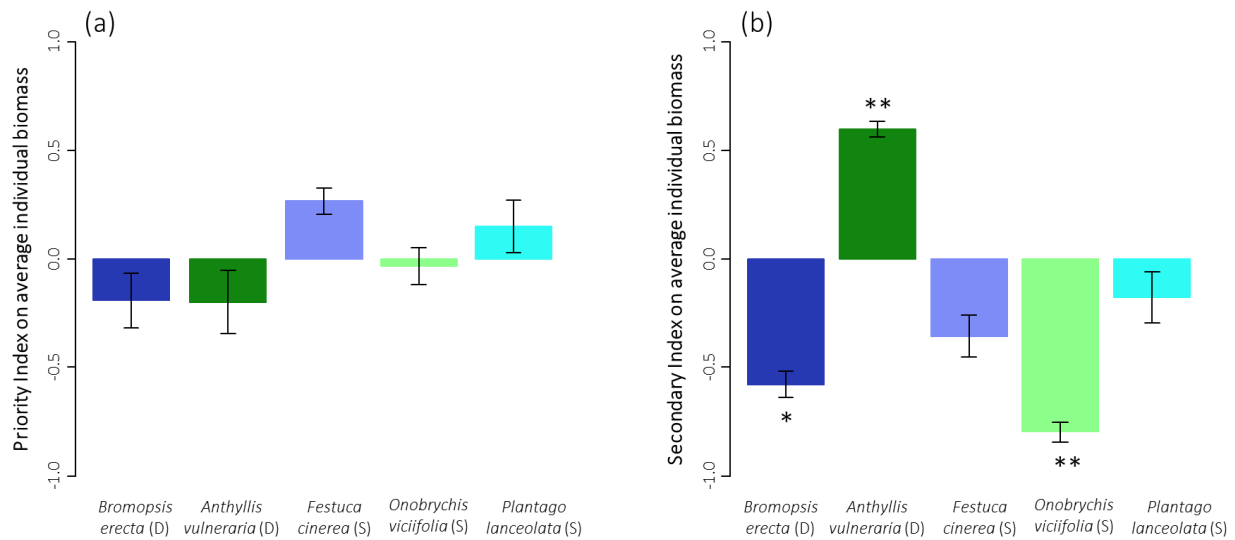 (a)
Priority Index on average individual biomass
1.0
0.5
0.0
-0.5
-1.0
Bromopsis
erecta (D)
Anthyllis
vulneraria (D)
Festuca
cinerea (S)
Onobrychis
viciifolia (S)
Plantago
lanceolata (S)
(b)
Secondary Index on average individual biomass
1.0
0.5
0.0
-0.5
-1.0
*
**
**
Bromopsis
erecta (D)
Anthyllis
vulneraria (D)
Festuca
cinerea (S)
Onobrychis
viciifolia (S)
Plantago
lanceolata (S)